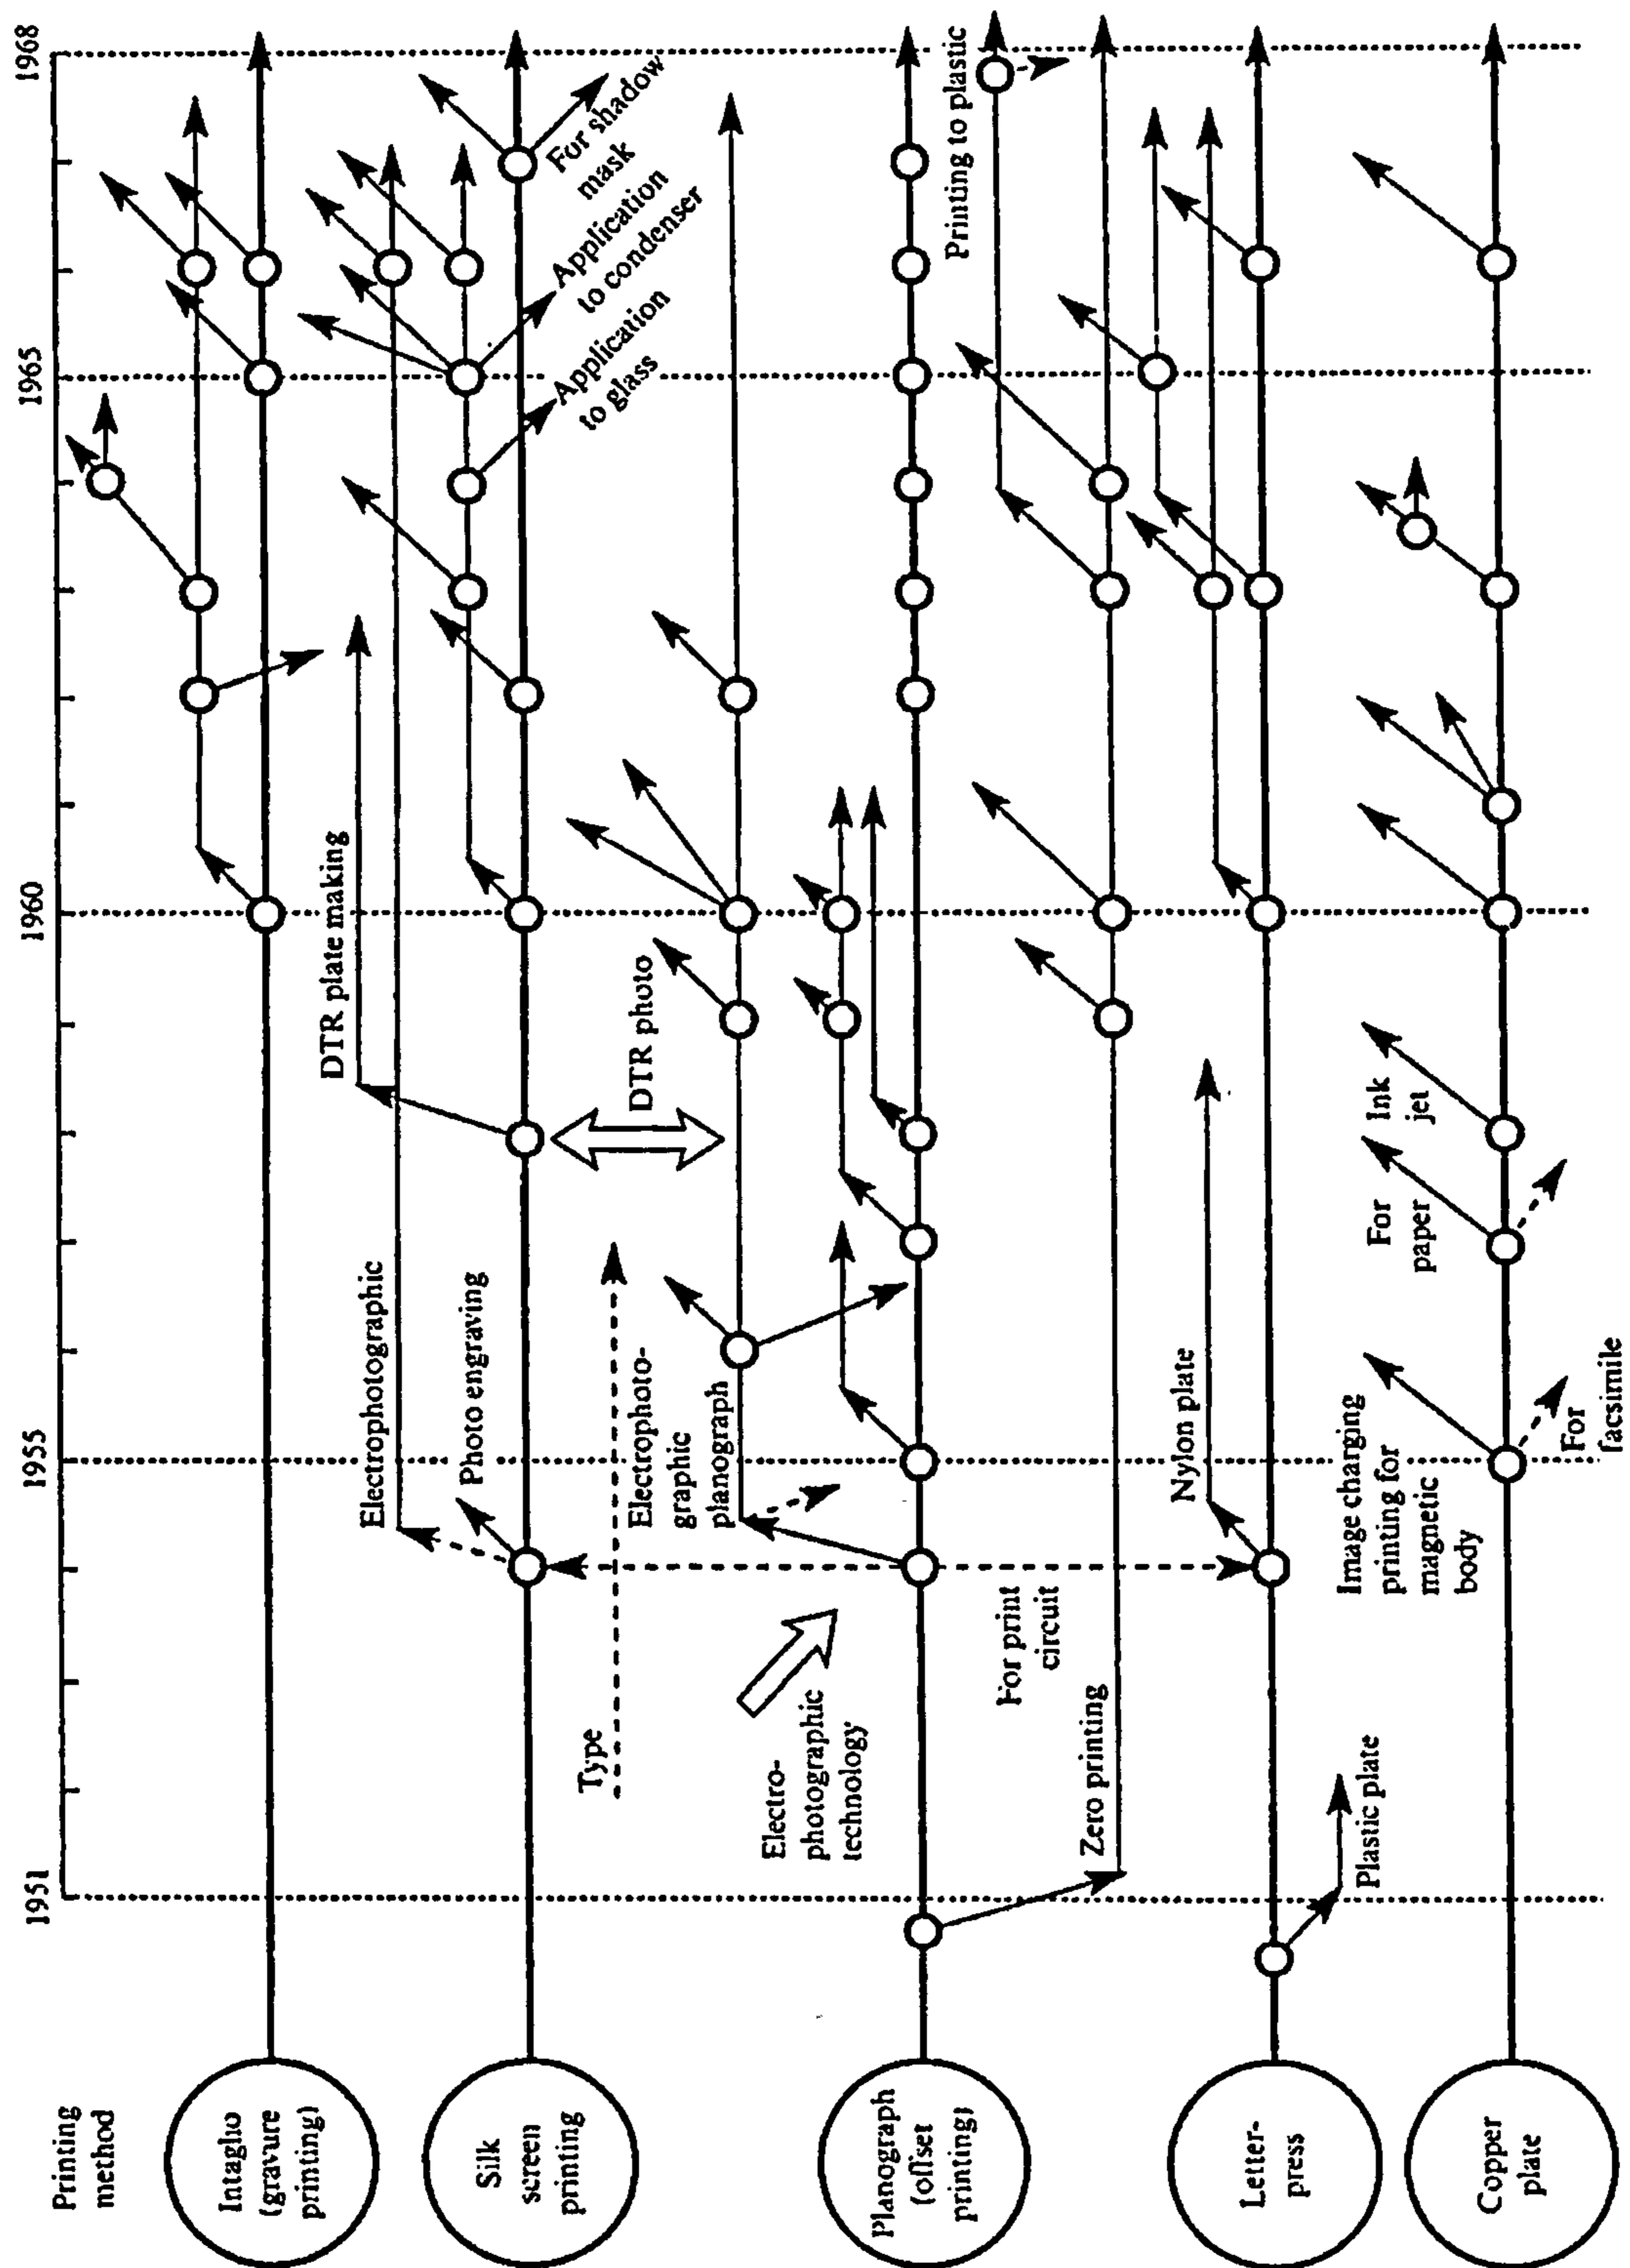 1951
1955
1960
1965
1968
Printing
method
Intaglio
(gravure
printing)
DTR plate making
Electrophotographic
Photo engraving
Silk
screen
printing
For shadow
mask
Application
to condenser
Application
to glass
Type
DTR photo
Electrophoto-
graphic
planograph
Electro-
photographic
technology
Planograph
(offset
printing)
Printing to plastic
For print
circuit
Zero printing
Nylon plate
Letter-
press
Plastic plate
Image charging
printing for
magnetic
body
For
paper
Ink
jet
Copper
plate
For
facsimile